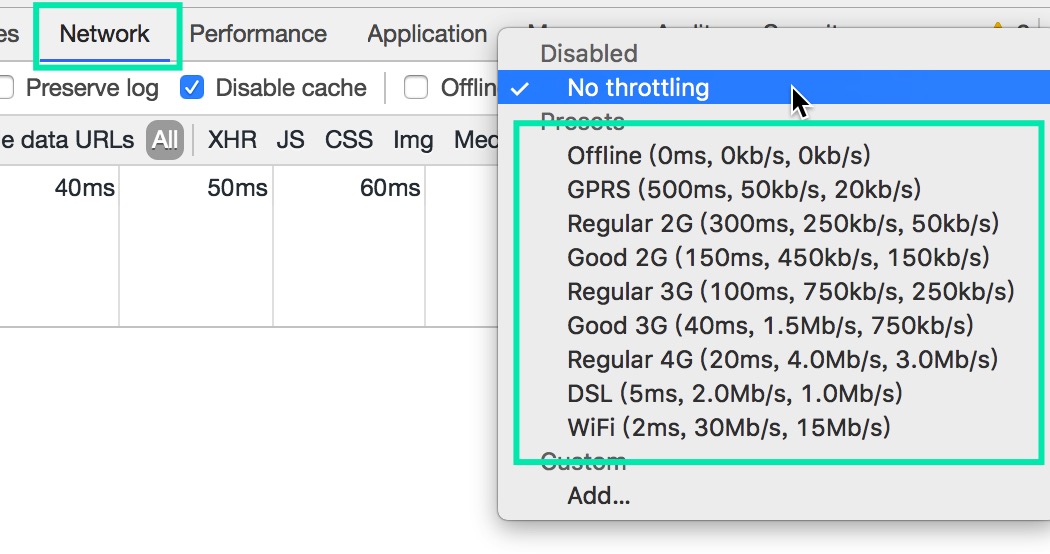 es Network Performance Application
Disabled
Preserve log Disable cache Offlin
No throttling
Presets
e data URLs All XHR JS CSS Img Med
Offline (0ms, 0kb/s, 0kb/s)
40ms 50ms 60ms
GPRS (500ms, 50kb/s, 20kb/s)
Regular 2G (300ms, 250kb/s, 50kb/s)
Good 2G (150ms, 450kb/s, 150kb/s)
Regular 3G (100ms, 750kb/s, 250kb/s)
Good 3G (40ms, 1.5Mb/s, 750kb/s)
Regular 4G (20ms, 4.0Mb/s, 3.0Mb/s)
DSL (5ms, 2.0Mb/s, 1.0Mb/s)
WiFi (2ms, 30Mb/s, 15Mb/s)
Custom
Add...